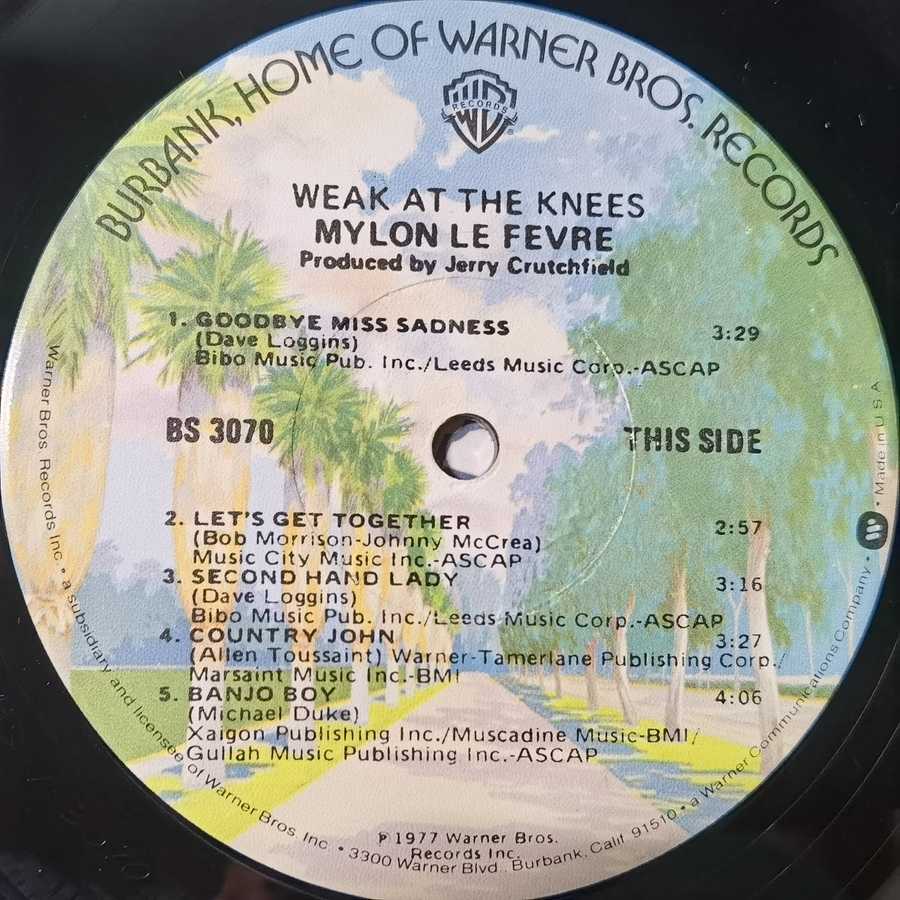 BURBANK, HOME OF WARNER BROS. RECORDS
W B
RECORDS
®
WEAK AT THE KNEES
MYLON LE FEVRE
Produced by Jerry Crutchfield
1. GOODBYE MISS SADNESS 3:29
(Dave Loggins)
Bibo Music Pub. Inc./Leeds Music Corp.-ASCAP
BS 3070 THIS SIDE
2. LET'S GET TOGETHER 2:57
(Bob Morrison-Johnny McCrea)
Music City Music Inc.-ASCAP
3. SECOND HAND LADY 3:16
(Dave Loggins)
Bibo Music Pub. Inc./Leeds Music Corp.-ASCAP
4. COUNTRY JOHN 3:27
(Allen Toussaint) Warner-Tamerlane Publishing Corp./
Marsaint Music Inc.-BMI
5. BANJO BOY 4:06
(Michael Duke)
Xaigon Publishing Inc./Muscadine Music-BMI/
Gullah Music Publishing Inc.-ASCAP
℗ 1977 Warner Bros.
Records Inc.
Warner Bros. Records Inc. • a subsidiary and licensee of Warner Bros. Inc. • 3300 Warner Blvd., Burbank, Calif. 91510 • a Warner Communications Company • Made in U S A